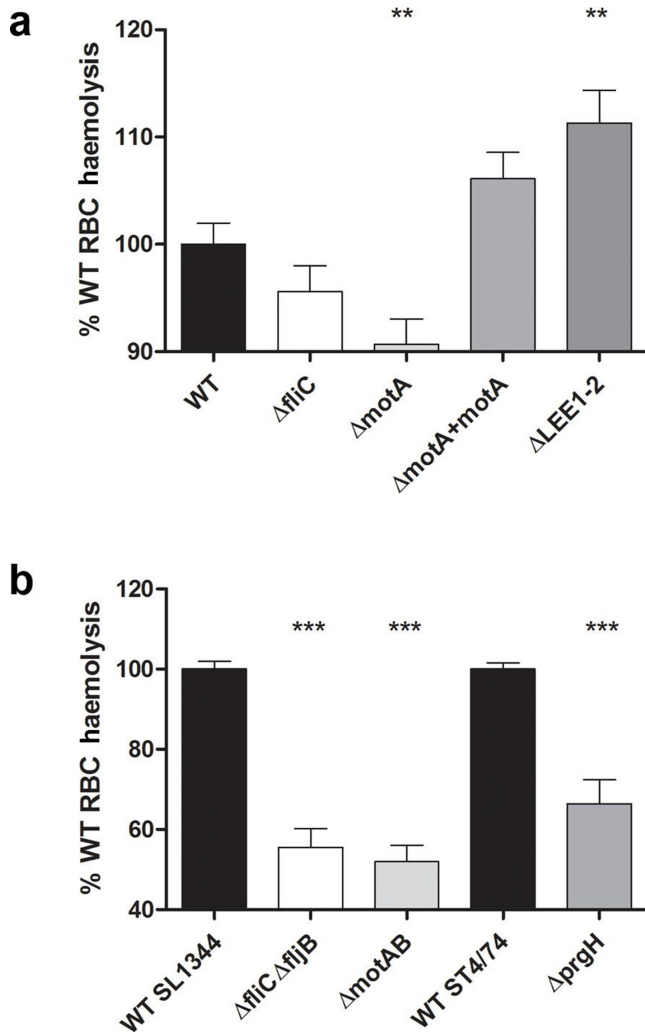 a
% WT RBC haemolysis
120
110
100
90
** **
WT ΔfliC ΔmotA ΔmotA+motA ΔLEE1-2
b
% WT RBC haemolysis
120
100
80
60
40
*** *** ***
WT SL1344 ΔfliCΔfljB ΔmotAB WT ST4/74 ΔprgH